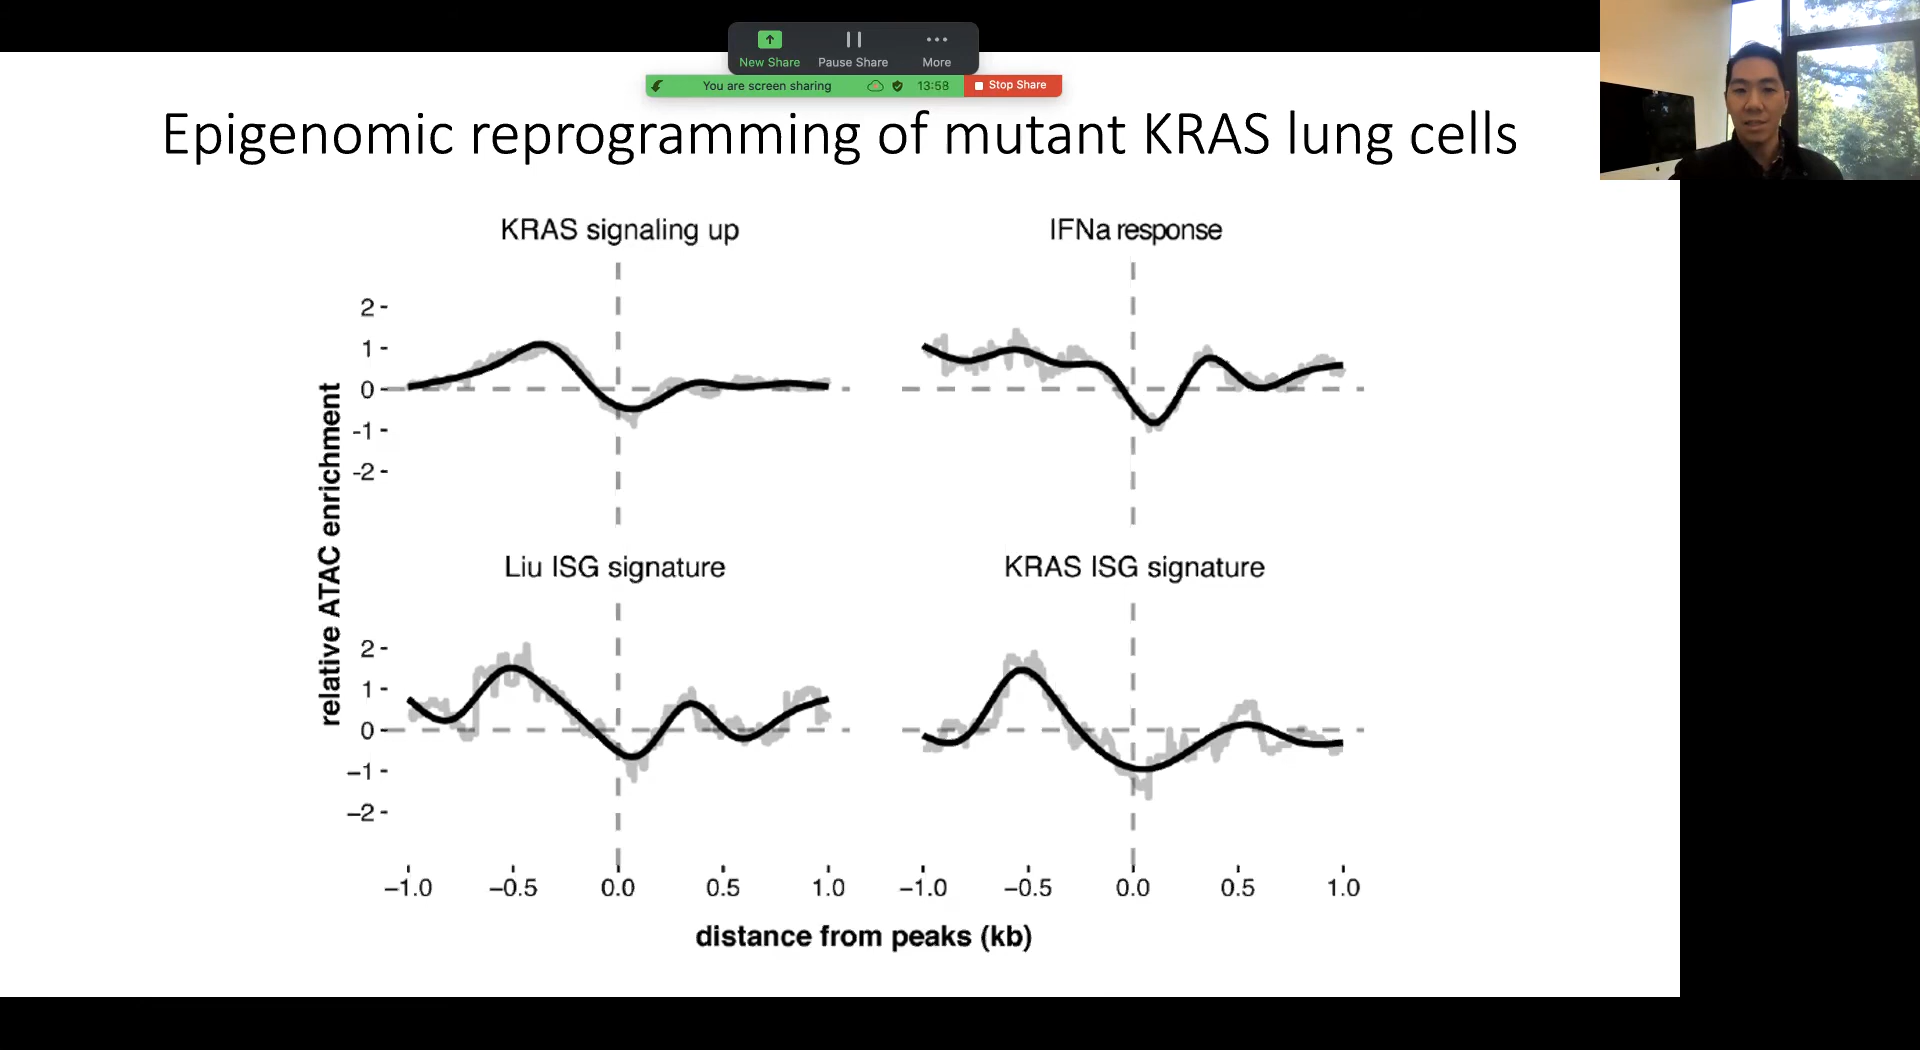 New Share Pause Share More
You are screen sharing 13:58 Stop Share
Epigenomic reprogramming of mutant KRAS lung cells
KRAS signaling up
IFNa response
2
1
0
-1
-2
relative ATAC enrichment
Liu ISG signature
KRAS ISG signature
2
1
0
−1
−2
−1.0 −0.5 0.0 0.5 1.0
−1.0 −0.5 0.0 0.5 1.0
distance from peaks (kb)